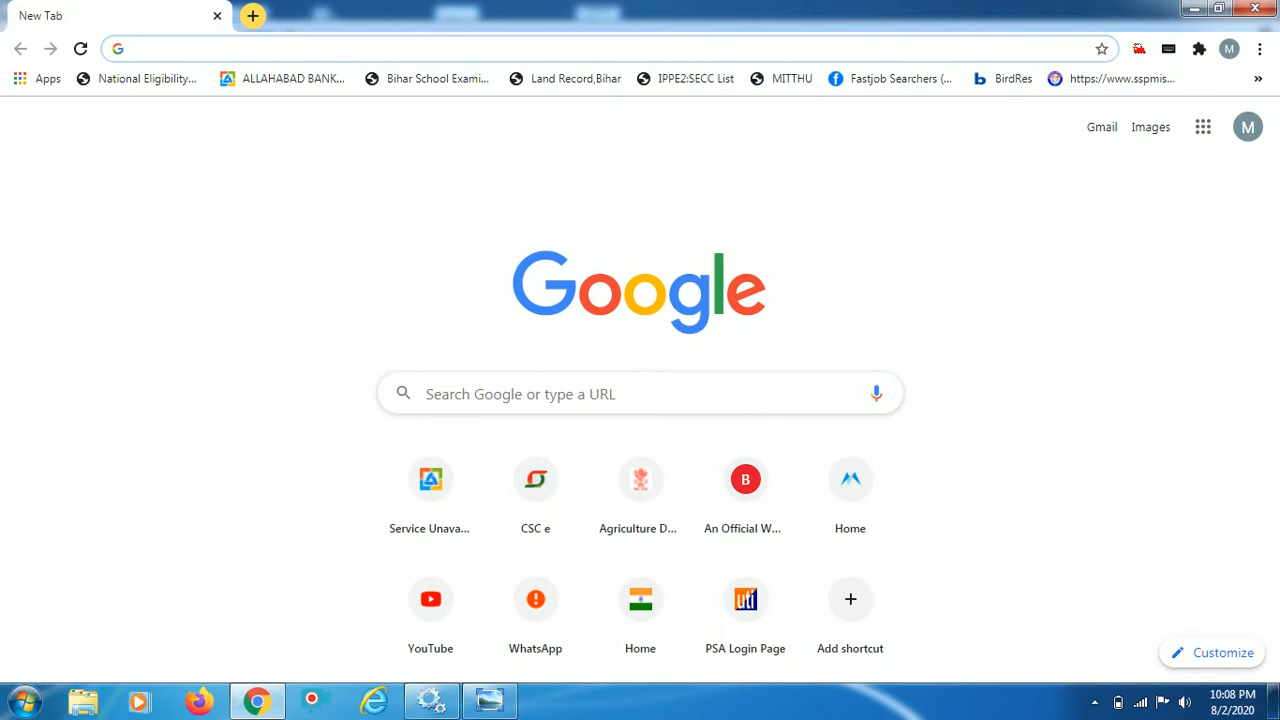 New Tab
Apps National Eligibility... ALLAHABAD BANK... Bihar School Exami... Land Record,Bihar IPPE2:SECC List MITTHU Fastjob Searchers (... BirdRes https://www.sspmis... »
M
Gmail Images M
Google
Search Google or type a URL
B
Service Unava... CSC e Agriculture D... An Official W... Home
uti
YouTube WhatsApp Home PSA Login Page Add shortcut
Customize
10:08 PM
8/2/2020